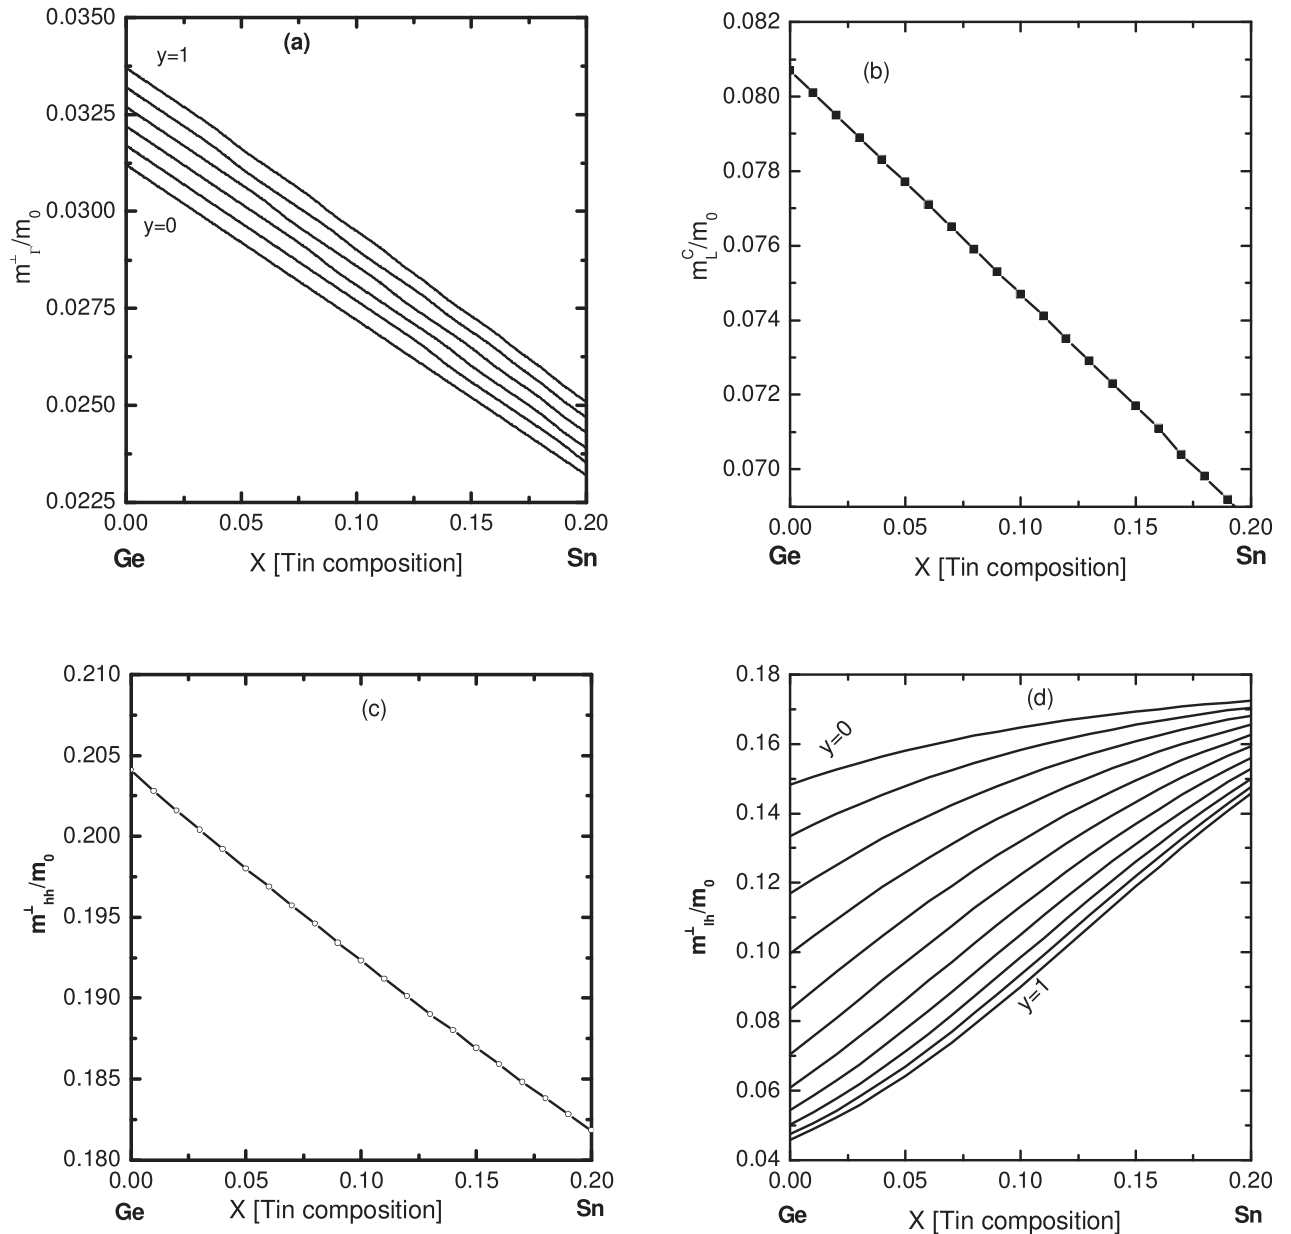 (a)
y=1
y=0
0.0350
0.0325
0.0300
0.0275
0.0250
0.0225
m⊥Γ/m0
0.00 0.05 0.10 0.15 0.20
Ge X [Tin composition] Sn
(b)
0.082
0.080
0.078
0.076
0.074
0.072
0.070
mCL/m0
0.00 0.05 0.10 0.15 0.20
Ge X [Tin composition] Sn
(c)
0.210
0.205
0.200
0.195
0.190
0.185
0.180
m⊥hh/m0
0.00 0.05 0.10 0.15 0.20
Ge X [Tin composition] Sn
(d)
y=0
y=1
0.18
0.16
0.14
0.12
0.10
0.08
0.06
0.04
m⊥lh/m0
0.00 0.05 0.10 0.15 0.20
Ge X [Tin composition] Sn